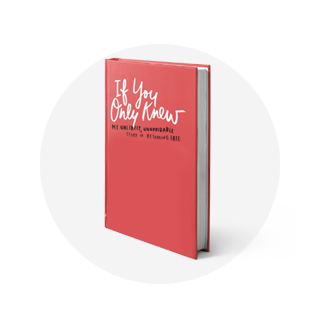 If You
Only Knew
MY UNLIKELY, UNAVOIDABLE
STORY OF BECOMING FREE